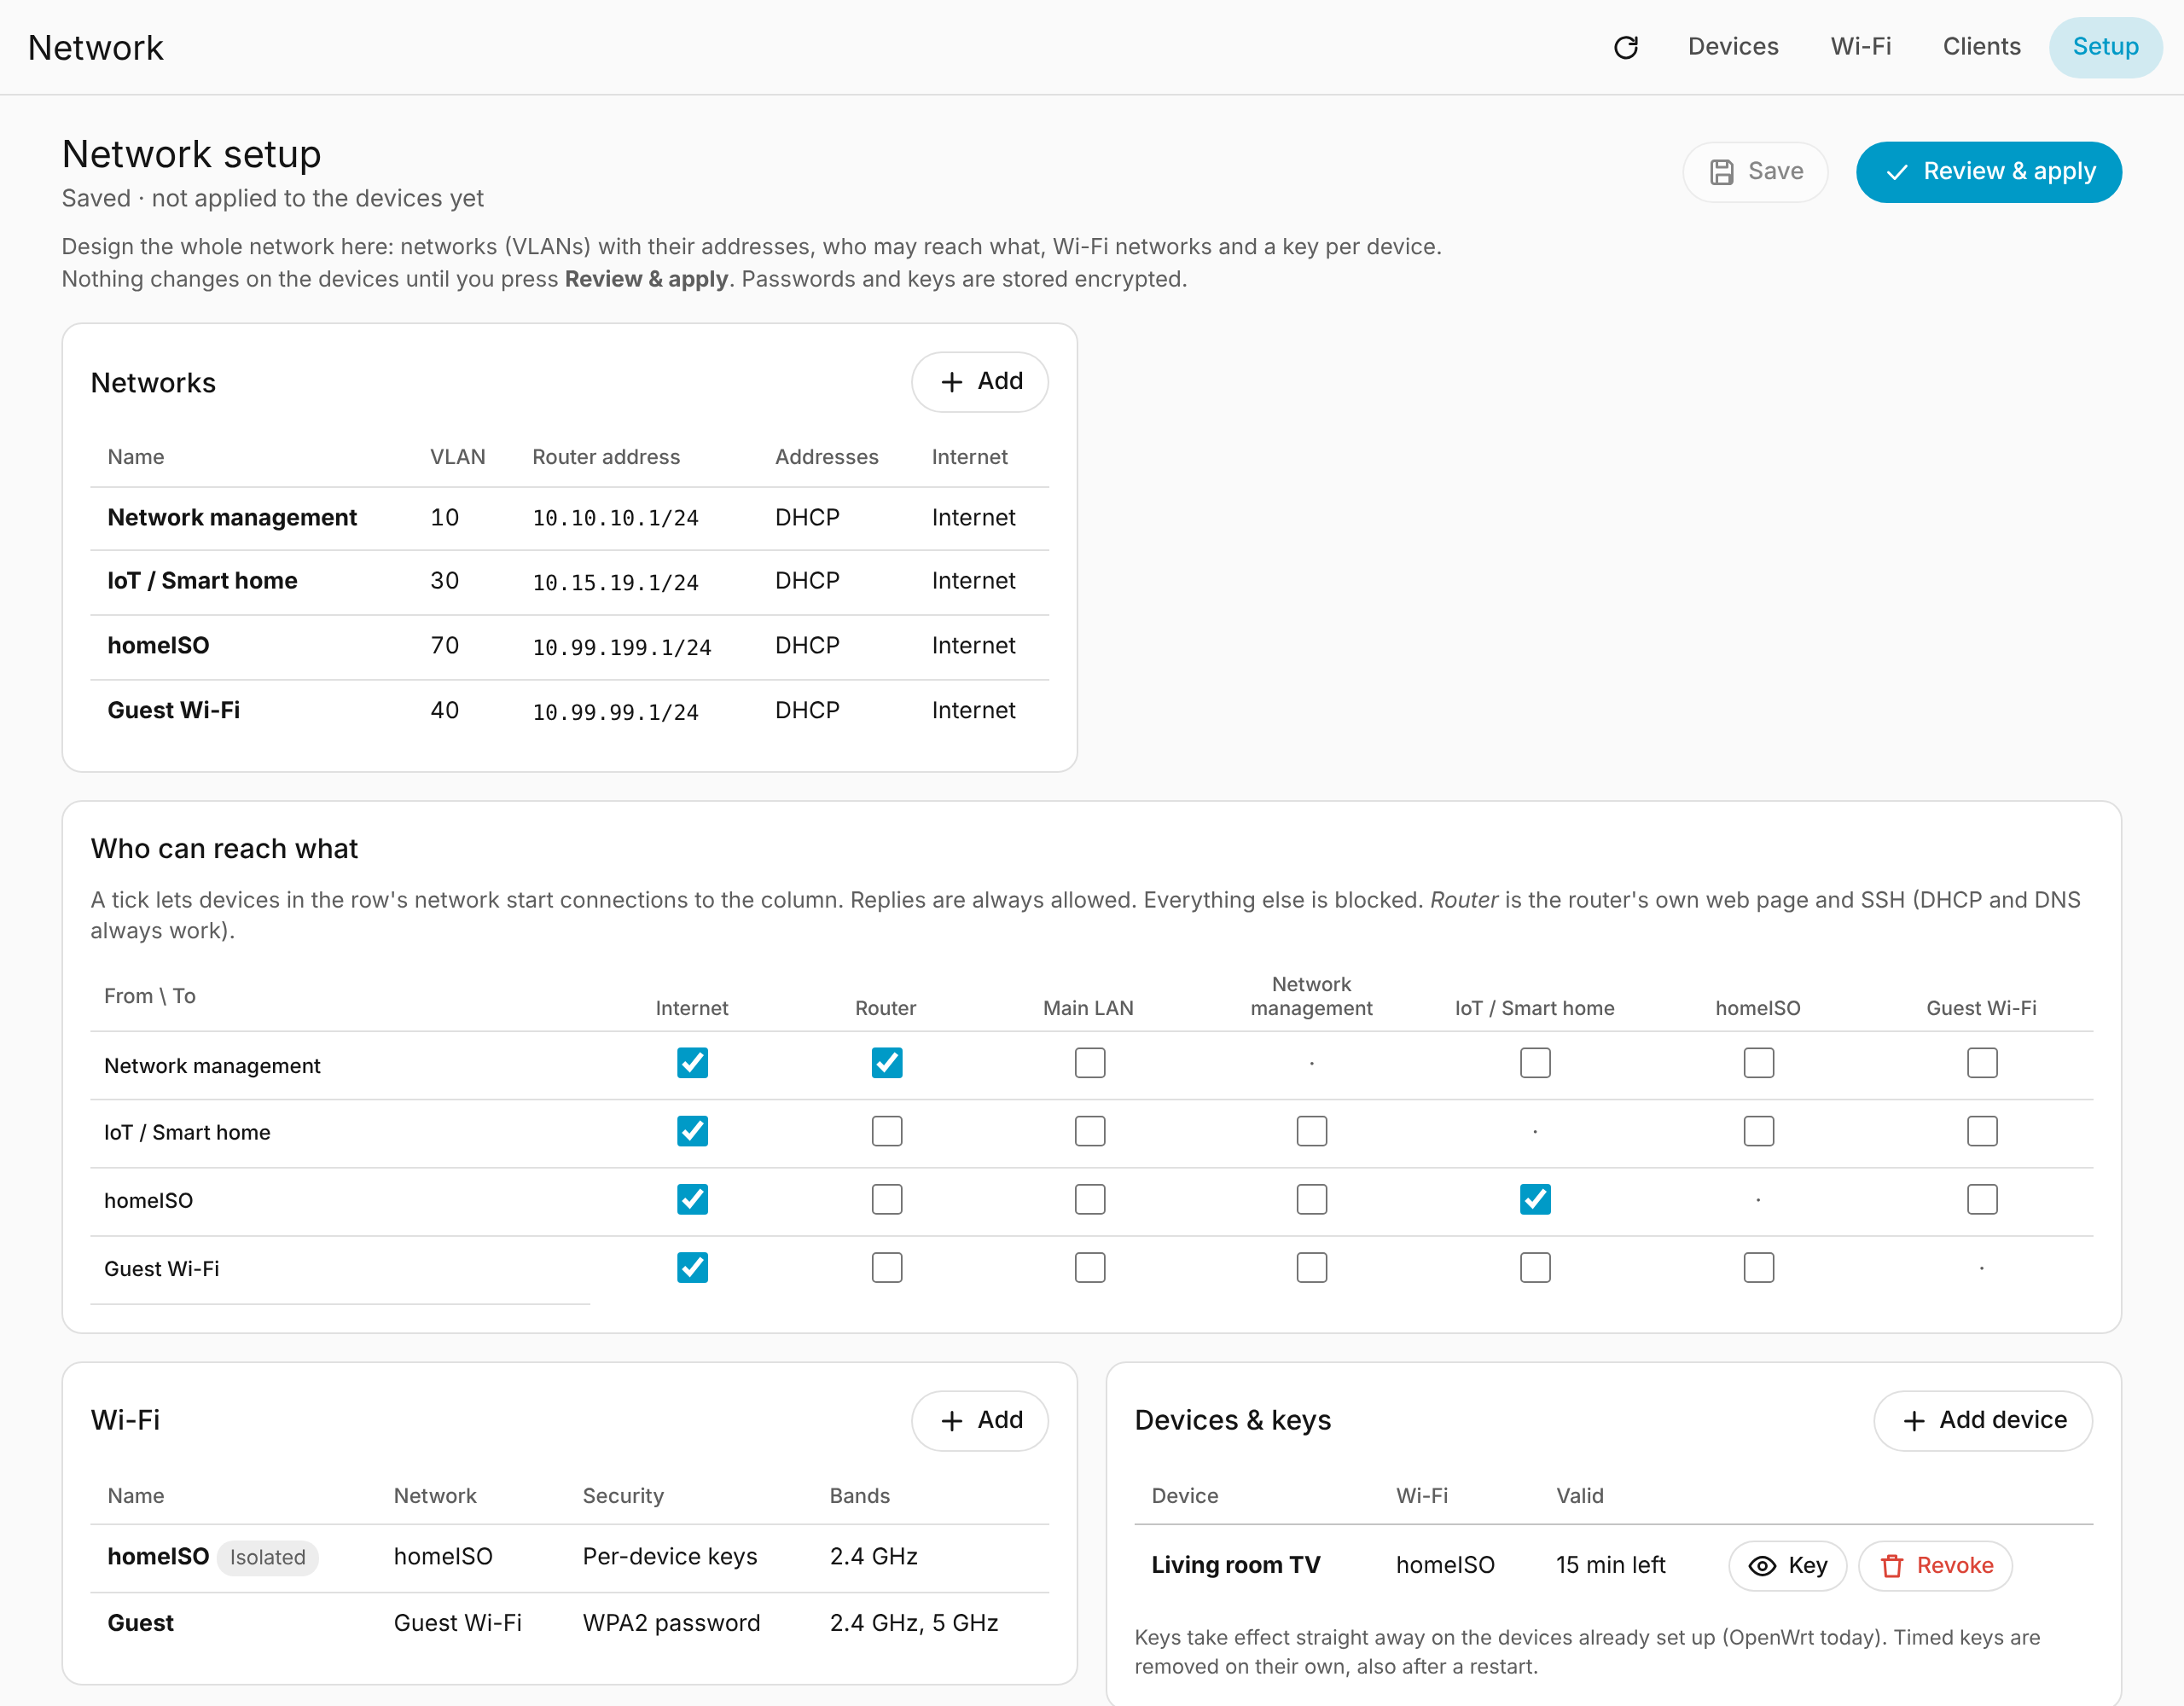 Network
Devices Wi-Fi Clients Setup
Network setup
Save Review & apply
Saved · not applied to the devices yet
Design the whole network here: networks (VLANs) with their addresses, who may reach what, Wi-Fi networks and a key per device.
Nothing changes on the devices until you press Review & apply. Passwords and keys are stored encrypted.
Networks
+ Add
Name VLAN Router address Addresses Internet
Network management 10 10.10.10.1/24 DHCP Internet
IoT / Smart home 30 10.15.19.1/24 DHCP Internet
homeISO 70 10.99.199.1/24 DHCP Internet
Guest Wi-Fi 40 10.99.99.1/24 DHCP Internet
Who can reach what
A tick lets devices in the row's network start connections to the column. Replies are always allowed. Everything else is blocked. Router is the router's own web page and SSH (DHCP and DNS
always work).
From \ To Internet Router Main LAN Network management IoT / Smart home homeISO Guest Wi-Fi
Network management
IoT / Smart home
homeISO
Guest Wi-Fi
Wi-Fi
+ Add
Name Network Security Bands
homeISO Isolated homeISO Per-device keys 2.4 GHz
Guest Guest Wi-Fi WPA2 password 2.4 GHz, 5 GHz
Devices & keys
+ Add device
Device Wi-Fi Valid
Living room TV homeISO 15 min left Key Revoke
Keys take effect straight away on the devices already set up (OpenWrt today). Timed keys are
removed on their own, also after a restart.